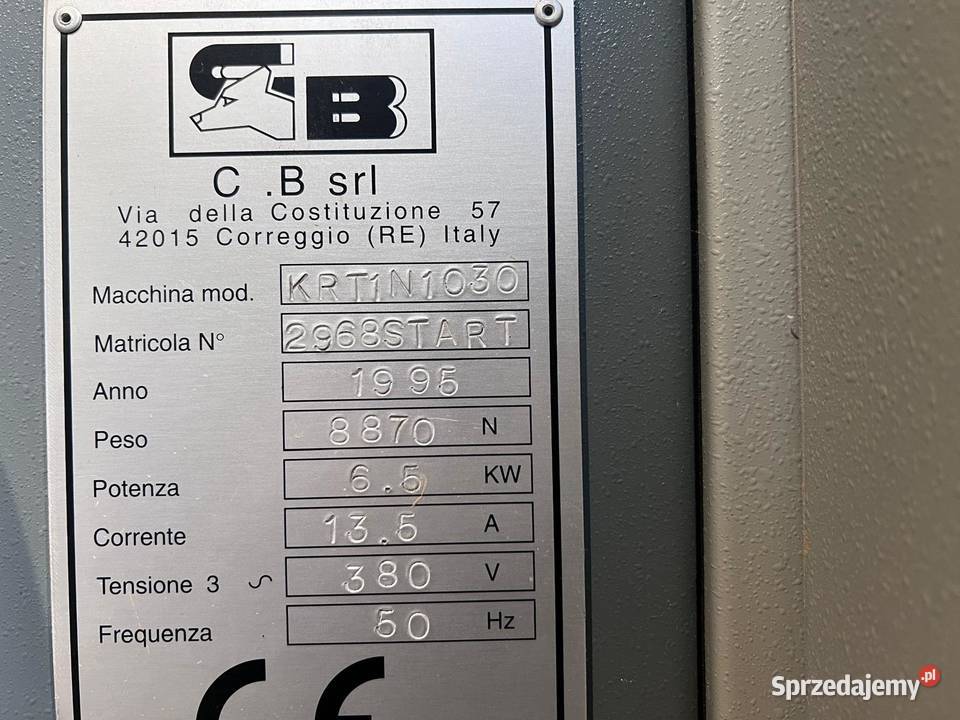 CB
C .B srl
Via della Costituzione 57
42015 Correggio (RE) Italy
Macchina mod. KRT1N1030
Matricola N° 2968START
Anno 1995
Peso 8870 N
Potenza 6.5 KW
Corrente 13.5 A
Tensione 3 ~ 380 V
Frequenza 50 Hz
CE
Sprzedajemy.pl